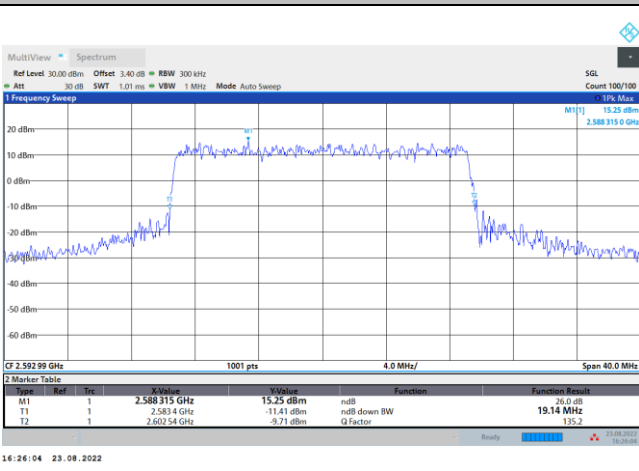 MultiView Spectrum
Ref Level 30.00 dBm Offset 3.40 dB RBW 300 kHz SGL
Att 30 dB SWT 1.01 ms VBW 1 MHz Mode Auto Sweep Count 100/100
1 Frequency Sweep 1Pk Max
M1[1] 15.25 dBm
2.588 315 0 GHz
20 dBm
M1
10 dBm
0 dBm
-10 dBm
-20 dBm
-30 dBm
-40 dBm
-50 dBm
-60 dBm
CF 2.592 99 GHz 1001 pts 4.0 MHz/ Span 40.0 MHz
2 Marker Table
Type Ref Trc X-Value Y-Value Function Function Result
M1 1 2.588 315 GHz 15.25 dBm ndB 26.0 dB
T1 1 2.583 4 GHz -11.41 dBm ndB down BW 19.14 MHz
T2 1 2.602 54 GHz -9.71 dBm Q Factor 135.2
Ready 23.08.2022
16:26:04
16:26:04 23.08.2022